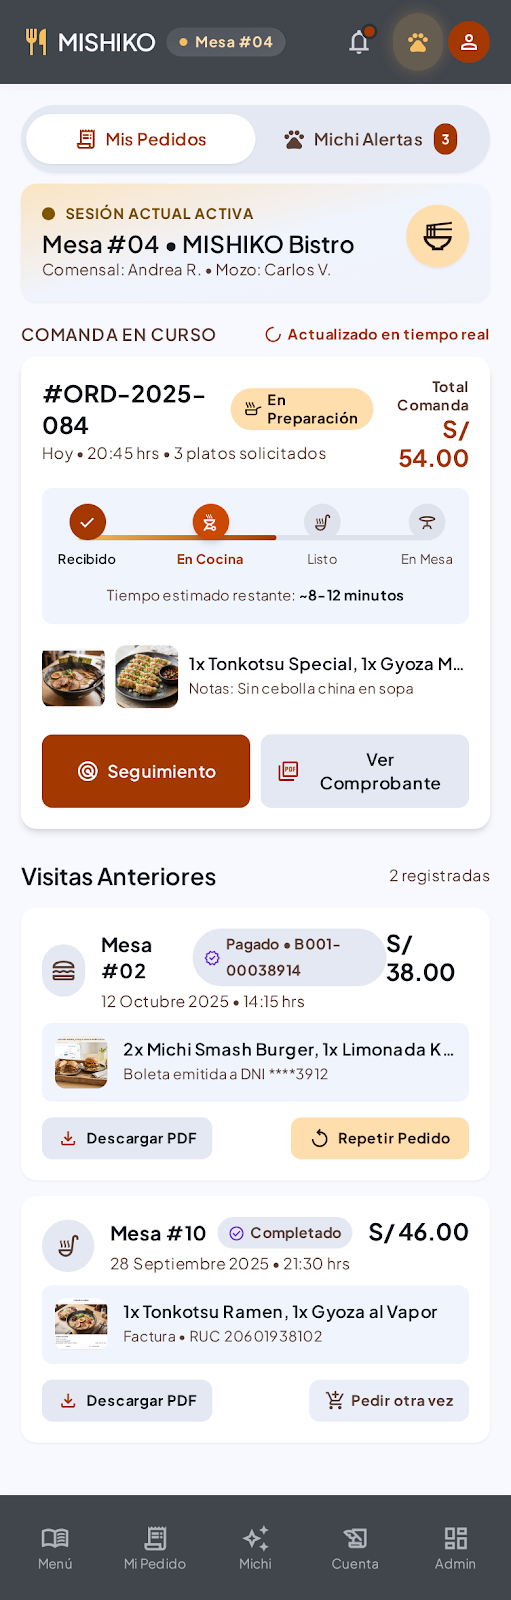 MISHIKO
Mesa #04
Mis Pedidos
Michi Alertas 3
SESIÓN ACTUAL ACTIVA
Mesa #04 • MISHIKO Bistro
Comensal: Andrea R. • Mozo: Carlos V.
COMANDA EN CURSO
Actualizado en tiempo real
#ORD-2025-
084
En
Preparación
Total
Comanda
S/
54.00
Hoy • 20:45 hrs • 3 platos solicitados
Recibido
En Cocina
Listo
En Mesa
Tiempo estimado restante: ~8-12 minutos
1x Tonkotsu Special, 1x Gyoza M...
Notas: Sin cebolla china en sopa
Seguimiento
PDF
Ver
Comprobante
Visitas Anteriores
2 registradas
Mesa
#02
Pagado • B001-
00038914
S/
38.00
12 Octubre 2025 • 14:15 hrs
2x Michi Smash Burger, 1x Limonada K...
Boleta emitida a DNI ****3912
Descargar PDF
Repetir Pedido
Mesa #10
Completado
S/ 46.00
28 Septiembre 2025 • 21:30 hrs
1x Tonkotsu Ramen, 1x Gyoza al Vapor
Factura • RUC 20601938102
Descargar PDF
Pedir otra vez
Menú
Mi Pedido
Michi
Cuenta
Admin